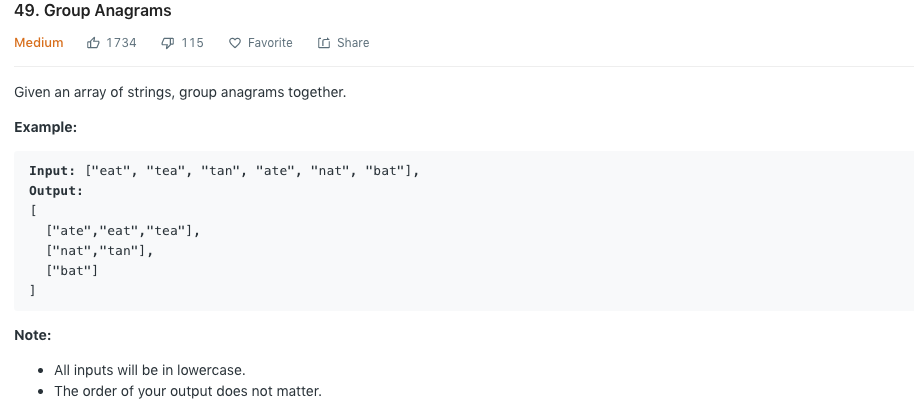 49. Group Anagrams
Medium 1734 115 Favorite Share
Given an array of strings, group anagrams together.
Example:
Input: ["eat", "tea", "tan", "ate", "nat", "bat"],
Output:
[
  ["ate","eat","tea"],
  ["nat","tan"],
  ["bat"]
]
Note:
• All inputs will be in lowercase.
• The order of your output does not matter.